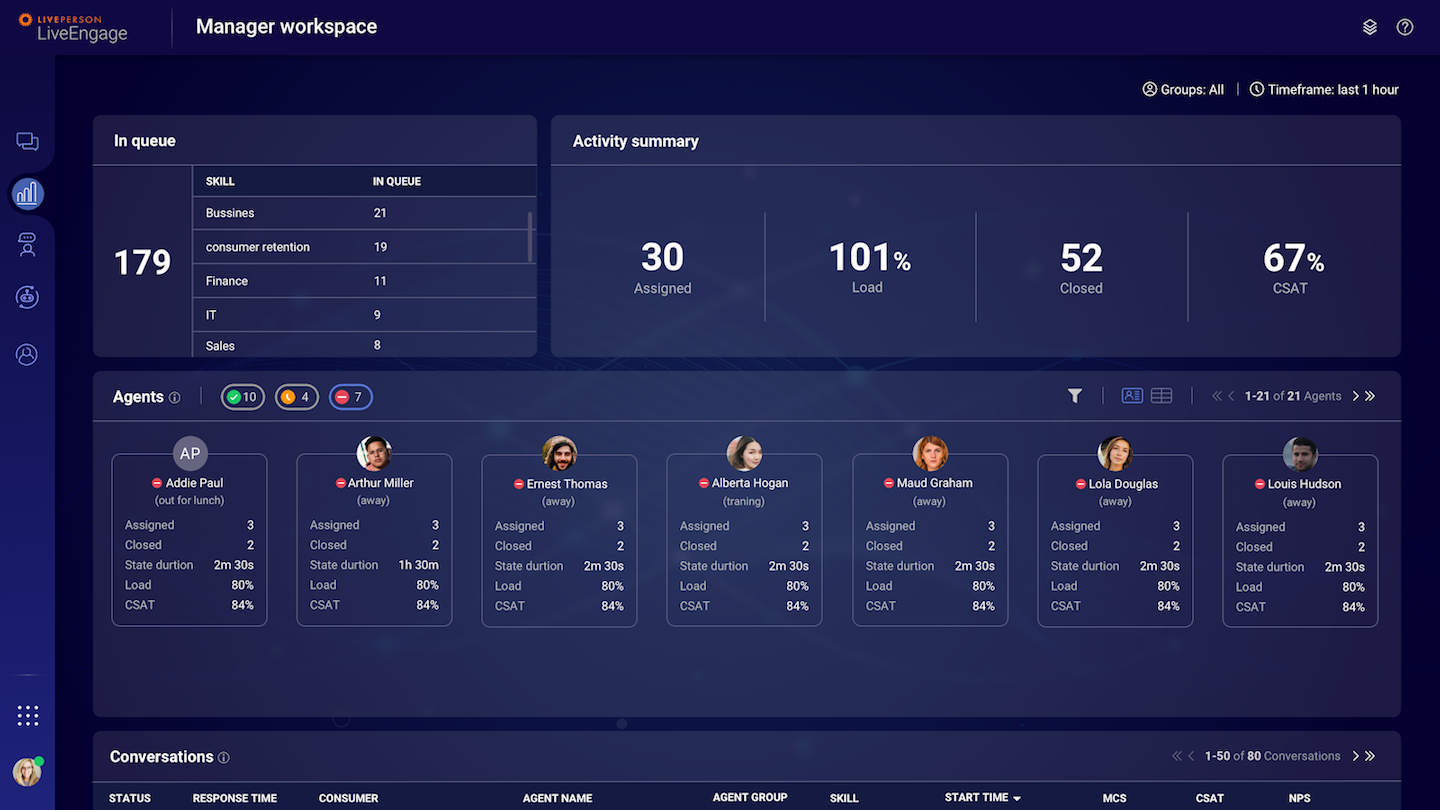 LIVEPERSON
LiveEngage
Manager workspace
Groups: All | Timeframe: last 1 hour
In queue
179
SKILL IN QUEUE
Bussines 21
consumer retention 19
Finance 11
IT 9
Sales 8
Activity summary
30 101% 52 67%
Assigned Load Closed CSAT
Agents 10 4 7 1-21 of 21 Agents
AP
Addie Paul
(out for lunch)
Assigned 3
Closed 2
State durtion 2m 30s
Load 80%
CSAT 84%
Arthur Miller
(away)
Assigned 3
Closed 2
State durtion 1h 30m
Load 80%
CSAT 84%
Ernest Thomas
(away)
Assigned 3
Closed 2
State durtion 2m 30s
Load 80%
CSAT 84%
Alberta Hogan
(traning)
Assigned 3
Closed 2
State durtion 2m 30s
Load 80%
CSAT 84%
Maud Graham
(away)
Assigned 3
Closed 2
State durtion 2m 30s
Load 80%
CSAT 84%
Lola Douglas
(away)
Assigned 3
Closed 2
State durtion 2m 30s
Load 80%
CSAT 84%
Louis Hudson
(away)
Assigned 3
Closed 2
State durtion 2m 30s
Load 80%
CSAT 84%
Conversations 1-50 of 80 Conversations
STATUS RESPONSE TIME CONSUMER AGENT NAME AGENT GROUP SKILL START TIME MCS CSAT NPS